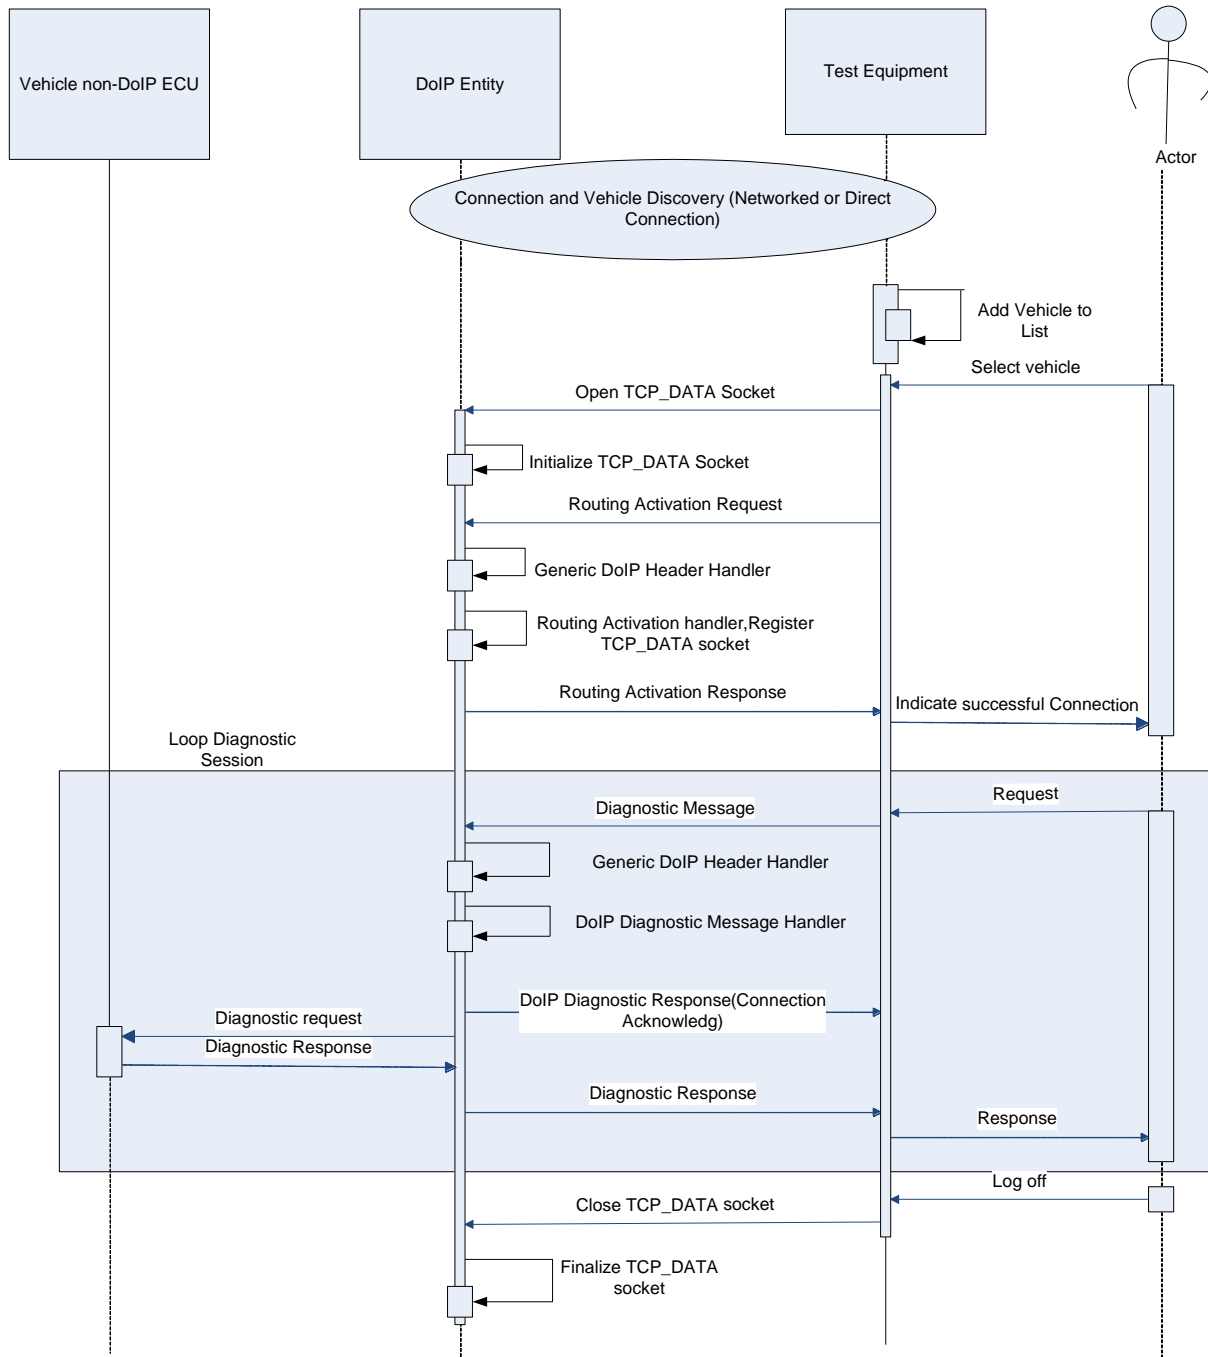 Vehicle non-DoIP ECU
DoIP Entity
Test Equipment
Actor
Connection and Vehicle Discovery (Networked or Direct
Connection)
Add Vehicle to
List
Select vehicle
Open TCP_DATA Socket
Initialize TCP_DATA Socket
Routing Activation Request
Generic DoIP Header Handler
Routing Activation handler,Register
TCP_DATA socket
Routing Activation Response
Indicate successful Connection
Loop Diagnostic
Session
Request
Diagnostic Message
Generic DoIP Header Handler
DoIP Diagnostic Message Handler
DoIP Diagnostic Response(Connection
Acknowledg)
Diagnostic request
Diagnostic Response
Diagnostic Response
Response
Log off
Close TCP_DATA socket
Finalize TCP_DATA
socket